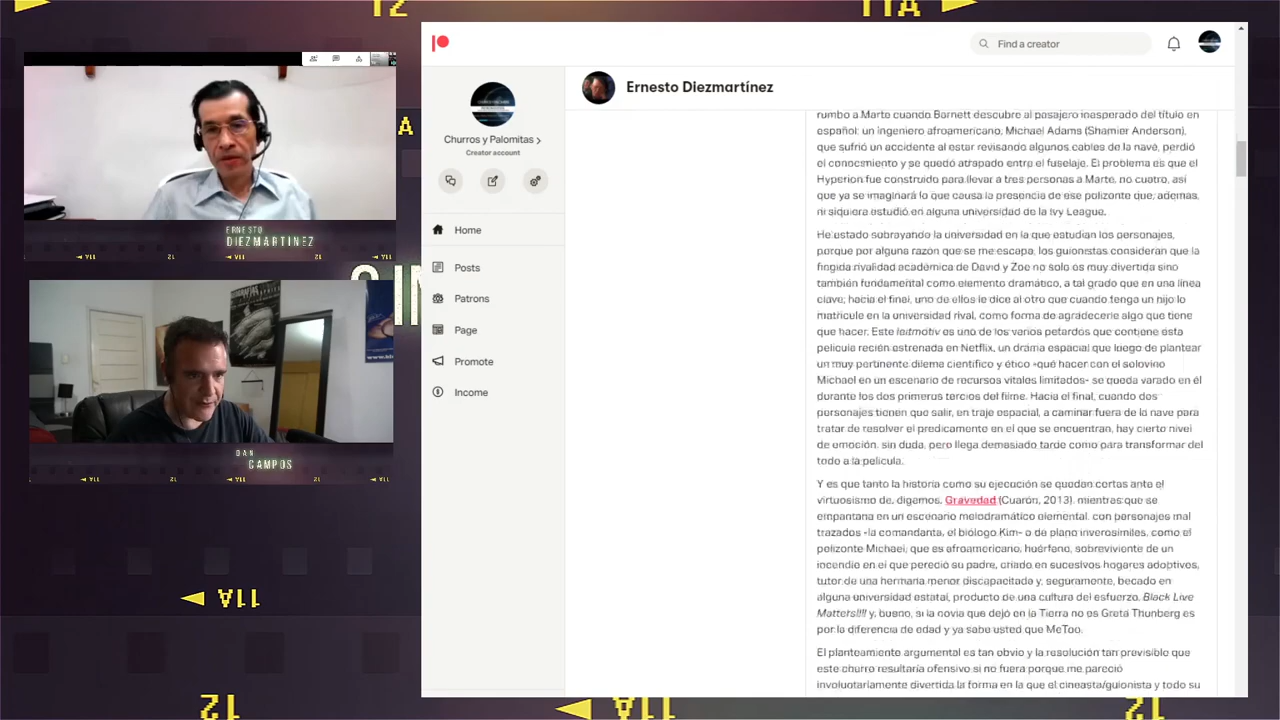 12
11A
Find a creator
Ernesto Diezmartínez
Churros y Palomitas
Creator account
Home
Posts
Patrons
Page
Promote
Income
rumbo a Marte cuando Barnett descubre al pasajero inesperado del título en
español: un ingeniero afroamericano, Michael Adams (Shamier Anderson),
que sufrió un accidente al estar revisando algunos cables de la nave, perdió
el conocimiento y se quedó atrapado entre el fuselaje. El problema es que el
Hyperion fue construido para llevar a tres personas a Marte, no cuatro, así
que ya se imaginará lo que causa la presencia de ese polizonte que, además,
ni siquiera estudió en alguna universidad de la Ivy League.
He estado sobrayando la universidad en la que estudian los personajes,
porque por alguna razón que se me escapa, los guionistas consideran que la
fingida rivalidad académica de David y Zoe no solo es muy divertida sino
también fundamental como elemento dramático, a tal grado que en una línea
clave, hacia el final, uno de ellos le dice al otro que cuando tenga un hijo lo
matricule en la universidad rival, como forma de agradecerle algo que tiene
que hacer. Este leitmotiv es uno de los varios petardos que contiene esta
película recién estrenada en Netflix, un drama espacial que luego de plantear
un muy pertinente dilema científico y ético -qué hacer con el solovino
Michael en un escenario de recursos vitales limitados- se queda varado en él
durante los dos primeros tercios del filme. Hacia el final, cuando dos
personajes tienen que salir, en traje espacial, a caminar fuera de la nave para
tratar de resolver el predicamento en el que se encuentran, hay cierto nivel
de emoción, sin duda, pero llega demasiado tarde como para transformar del
todo a la película.
Y es que tanto la historia como su ejecución se quedan cortas ante el
virtuosismo de, digamos, Gravedad (Cuarón, 2013), mientras que se
empantana en un escenario melodramático elemental, con personajes mal
trazados -la comandanta, el biólogo Kim- o de plano inverosímiles, como el
polizonte Michael, que es afroamericano, huérfano, sobreviviente de un
incendio en el que pereció su padre, criado en sucesivos hogares adoptivos,
tutor de una hermana menor discapacitada y, seguramente, becado en
alguna universidad estatal, producto de una cultura del esfuerzo. Black Live
Matters!!!! y, bueno, si la novia que dejó en la Tierra no es Greta Thunberg es
por la diferencia de edad y ya sabe usted que MeToo.
El planteamiento argumental es tan obvio y la resolución tan previsible que
este churro resultaría ofensivo si no fuera porque me pareció
involuntariamente divertida la forma en la que el cineasta/guionista y todo su
ERNESTO
DIEZMARTINEZ
DAN
CAMPOS
A
11A
12
11A
12